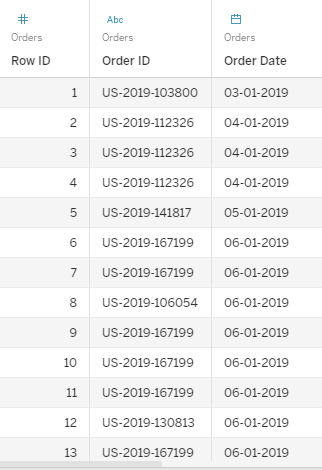 # Abc
Orders Orders Orders
Row ID Order ID Order Date
1 US-2019-103800 03-01-2019
2 US-2019-112326 04-01-2019
3 US-2019-112326 04-01-2019
4 US-2019-112326 04-01-2019
5 US-2019-141817 05-01-2019
6 US-2019-167199 06-01-2019
7 US-2019-167199 06-01-2019
8 US-2019-106054 06-01-2019
9 US-2019-167199 06-01-2019
10 US-2019-167199 06-01-2019
11 US-2019-167199 06-01-2019
12 US-2019-130813 06-01-2019
13 US-2019-167199 06-01-2019